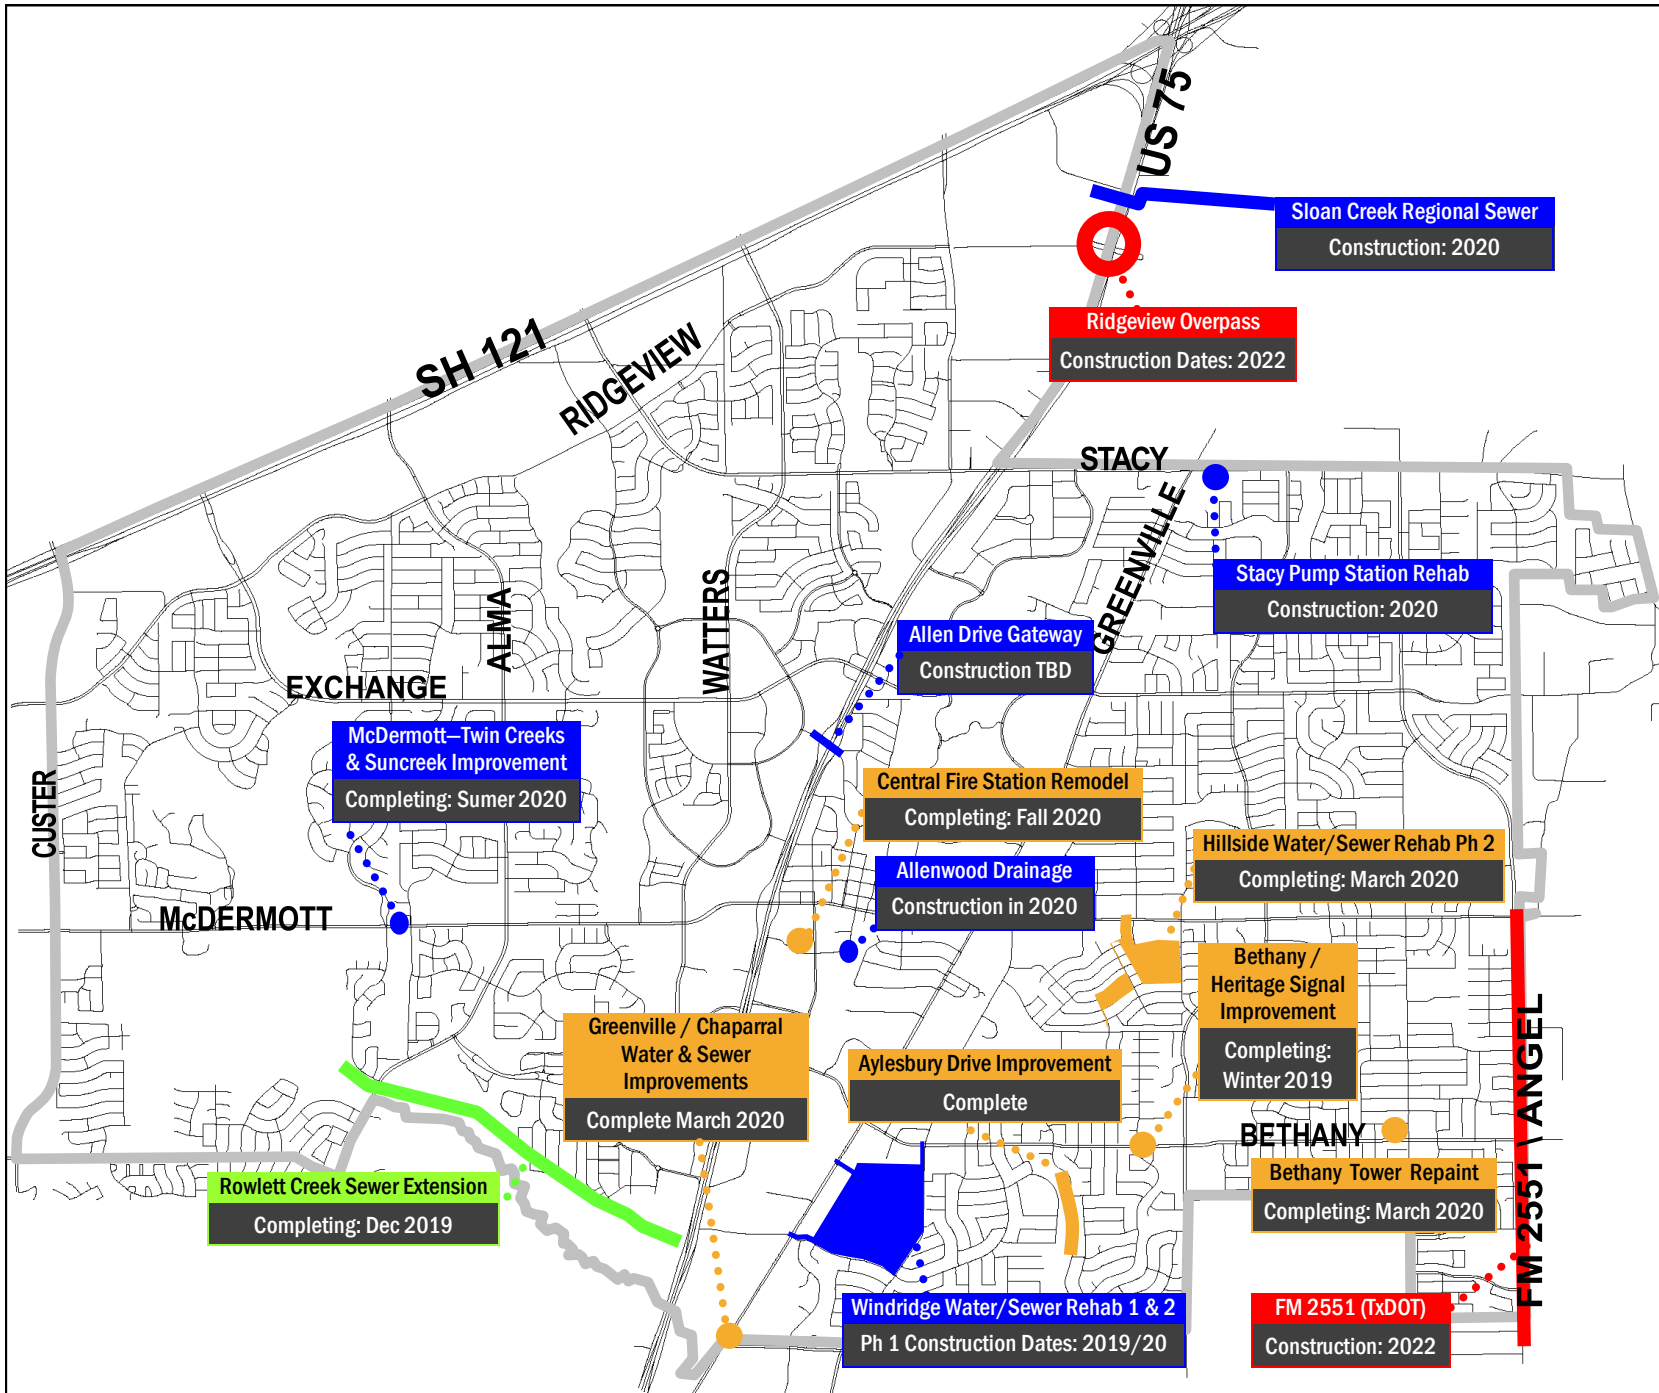 US 75
Sloan Creek Regional Sewer
Construction: 2020
Ridgeview Overpass
Construction Dates: 2022
SH 121
RIDGEVIEW
STACY
GREENVILLE
Stacy Pump Station Rehab
Construction: 2020
ALMA
WATTERS
Allen Drive Gateway
Construction TBD
EXCHANGE
McDermott—Twin Creeks
& Suncreek Improvement
Completing: Sumer 2020
CUSTER
Central Fire Station Remodel
Completing: Fall 2020
Hillside Water/Sewer Rehab Ph 2
Completing: March 2020
Allenwood Drainage
Construction in 2020
McDERMOTT
Bethany /
Heritage Signal
Improvement
Completing:
Winter 2019
Greenville / Chaparral
Water & Sewer
Improvements
Complete March 2020
Aylesbury Drive Improvement
Complete
BETHANY
FM 2551 \ ANGEL
Bethany Tower Repaint
Completing: March 2020
Rowlett Creek Sewer Extension
Completing: Dec 2019
Windridge Water/Sewer Rehab 1 & 2
Ph 1 Construction Dates: 2019/20
FM 2551 (TxDOT)
Construction: 2022